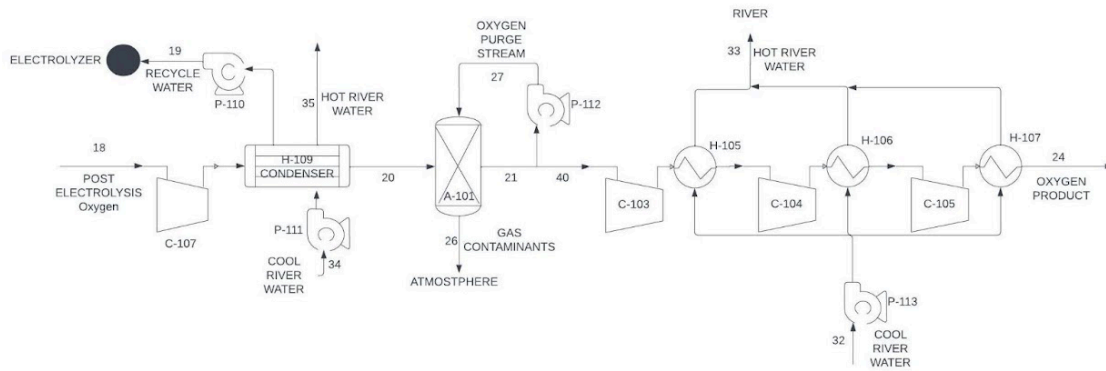 ELECTROLYZER
19
RECYCLE
WATER
P-110
35
HOT RIVER
WATER
18
POST
ELECTROLYSIS
Oxygen
C-107
H-109
CONDENSER
P-111
COOL
RIVER
WATER
34
20
OXYGEN
PURGE
STREAM
27
P-112
A-101
21
40
26
GAS
CONTAMINANTS
ATMOSTPHERE
C-103
H-105
RIVER
33
HOT RIVER
WATER
C-104
H-106
C-105
H-107
24
OXYGEN
PRODUCT
P-113
32
COOL
RIVER
WATER